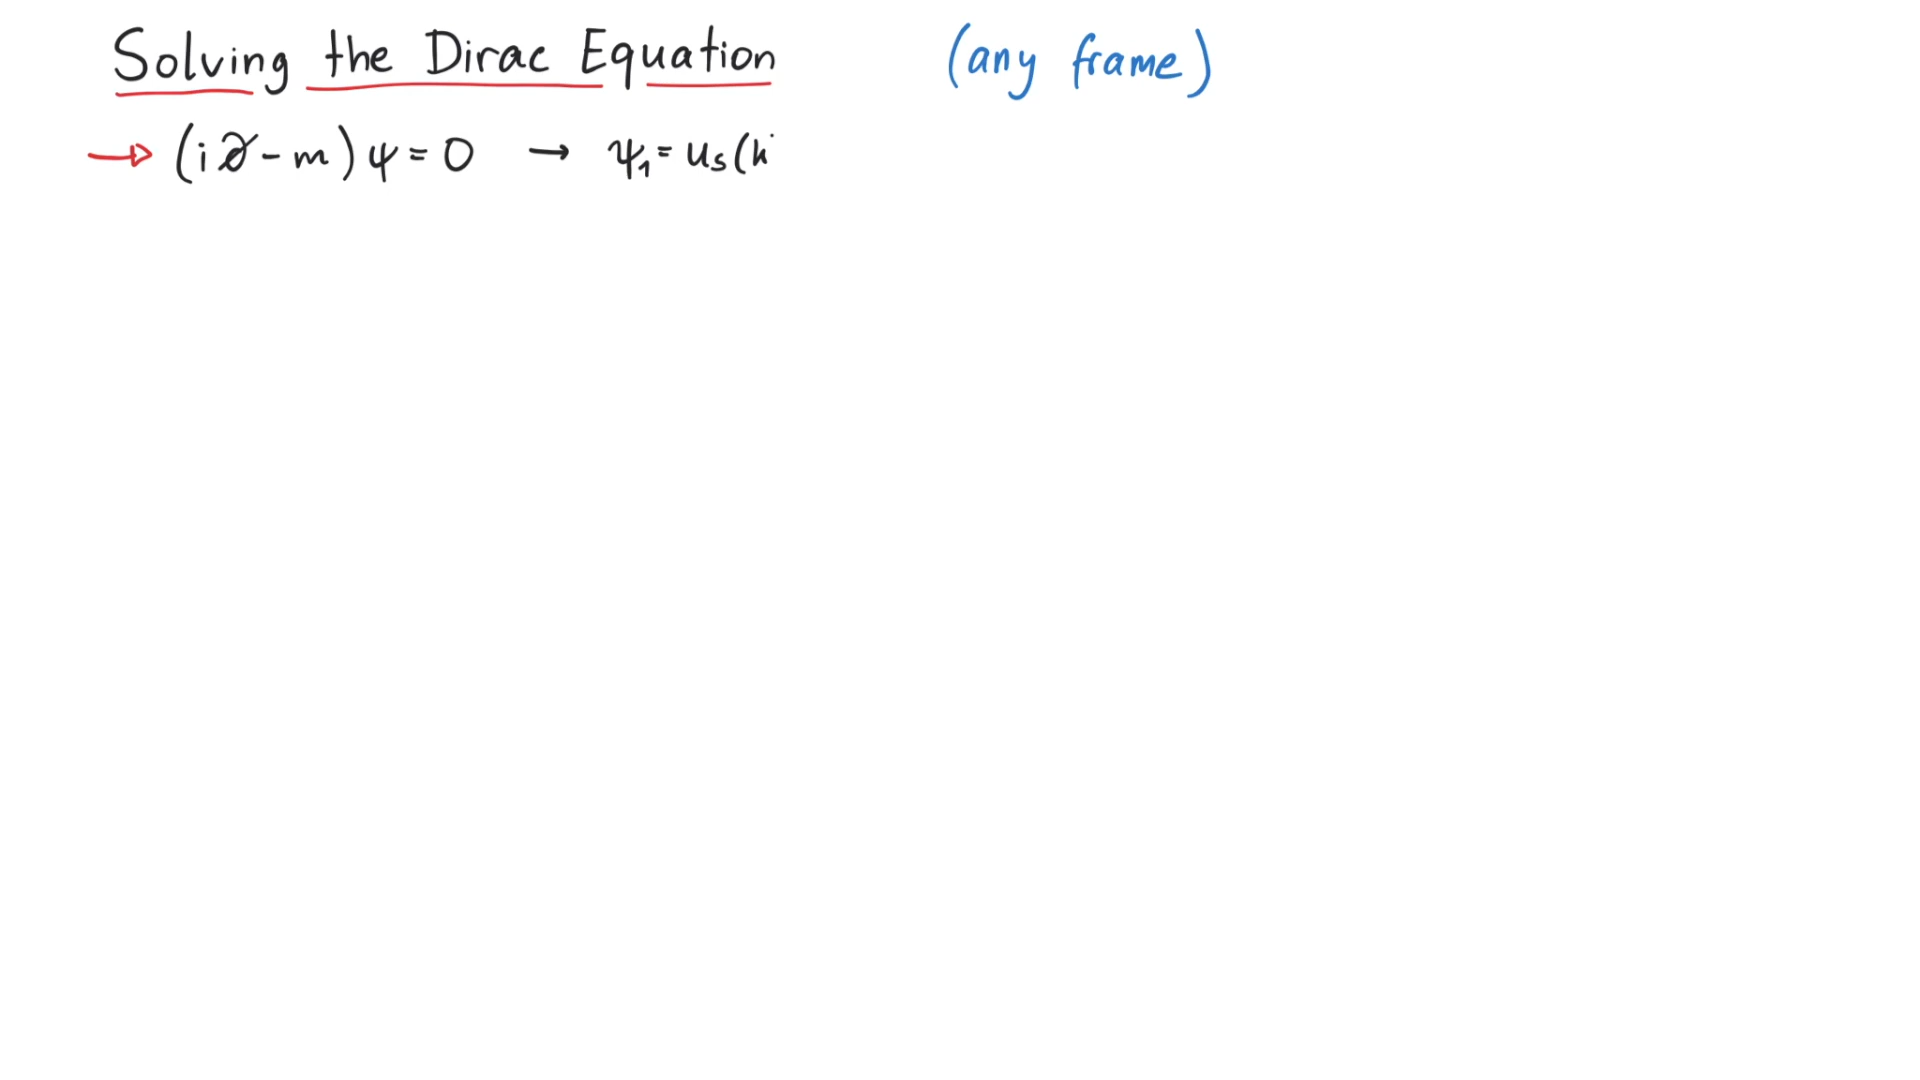 Solving the Dirac Equation (any frame)
(i∂̸ - m)ψ = 0 → ψ₁ = uₛ(k